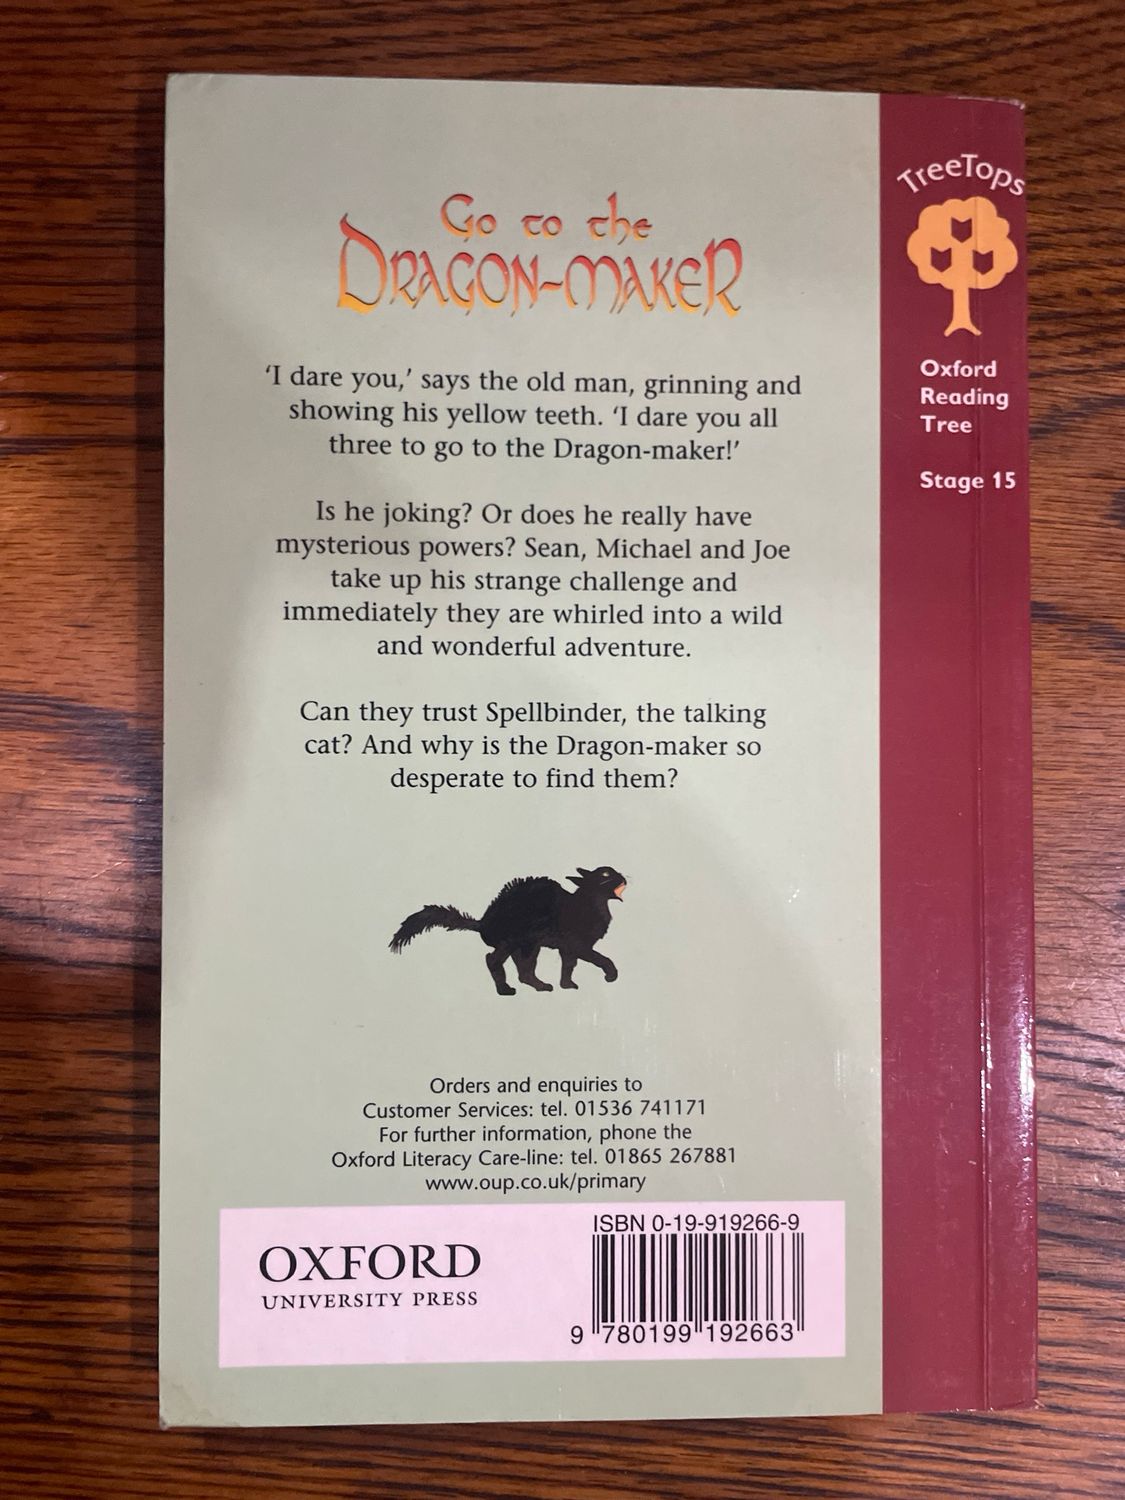 Go to the
DRAGON-MAKER
‘I dare you,’ says the old man, grinning and
showing his yellow teeth. ‘I dare you all
three to go to the Dragon-maker!’
Is he joking? Or does he really have
mysterious powers? Sean, Michael and Joe
take up his strange challenge and
immediately they are whirled into a wild
and wonderful adventure.
Can they trust Spellbinder, the talking
cat? And why is the Dragon-maker so
desperate to find them?
Orders and enquiries to
Customer Services: tel. 01536 741171
For further information, phone the
Oxford Literacy Care-line: tel. 01865 267881
www.oup.co.uk/primary
OXFORD
UNIVERSITY PRESS
ISBN 0-19-919266-9
9 780199 192663
TreeTops
Oxford
Reading
Tree
Stage 15